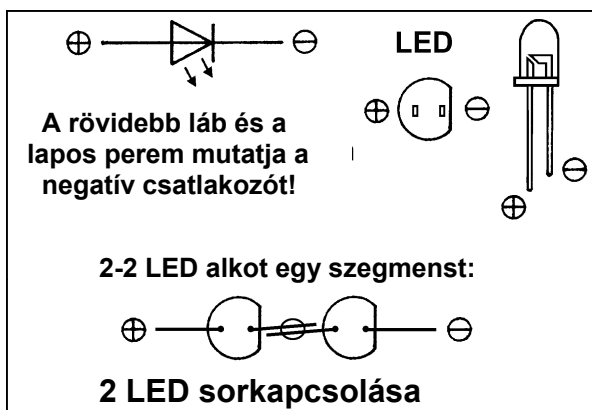 LED
A rövidebb láb és a
lapos perem mutatja a
negatív csatlakozót!
2-2 LED alkot egy szegmenst:
2 LED sorkapcsolása